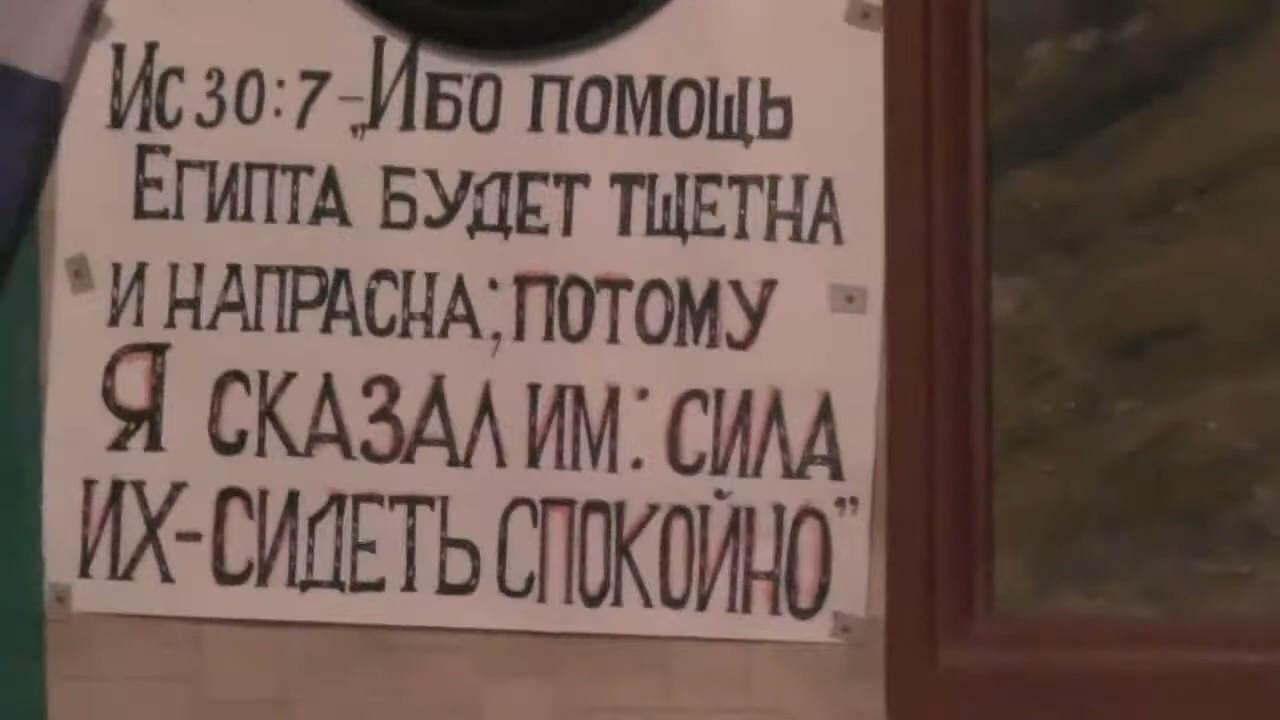 Ис 30:7 – „Ибо помощь
Египта будет тщетна
и напрасна; потому
Я сказал им: сила
их - сидеть спокойно”